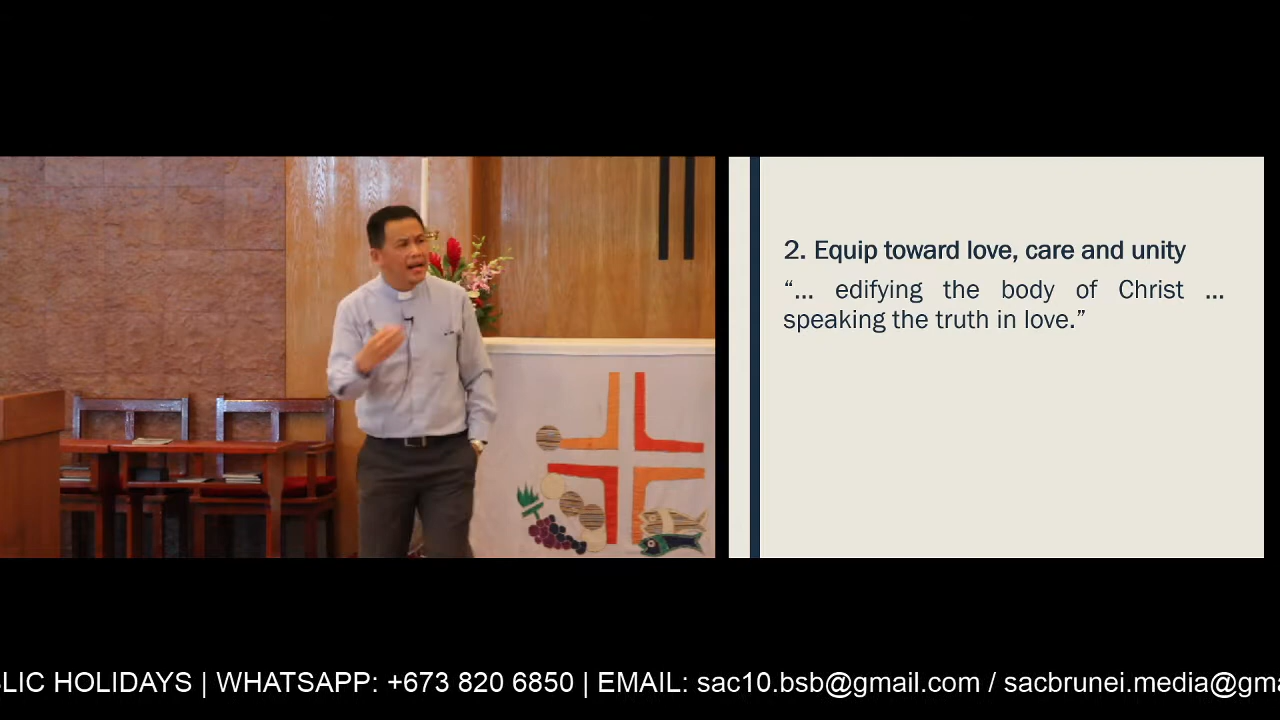 2. Equip toward love, care and unity
“... edifying the body of Christ ...
speaking the truth in love.”
LIC HOLIDAYS | WHATSAPP: +673 820 6850 | EMAIL: sac10.bsb@gmail.com / sacbrunei.media@gm